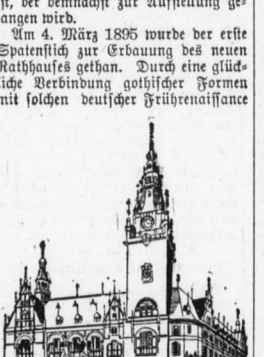 ist, der demnächst zur Aufstellung ge-
angen wird.
Am 4. März 1895 wurde der erste
Spatenstich zur Erbauung des neuen
Rathhauses gethan. Durch eine glück-
liche Verbindung gothischer Formen
mit solchen deutscher Frührenaissance